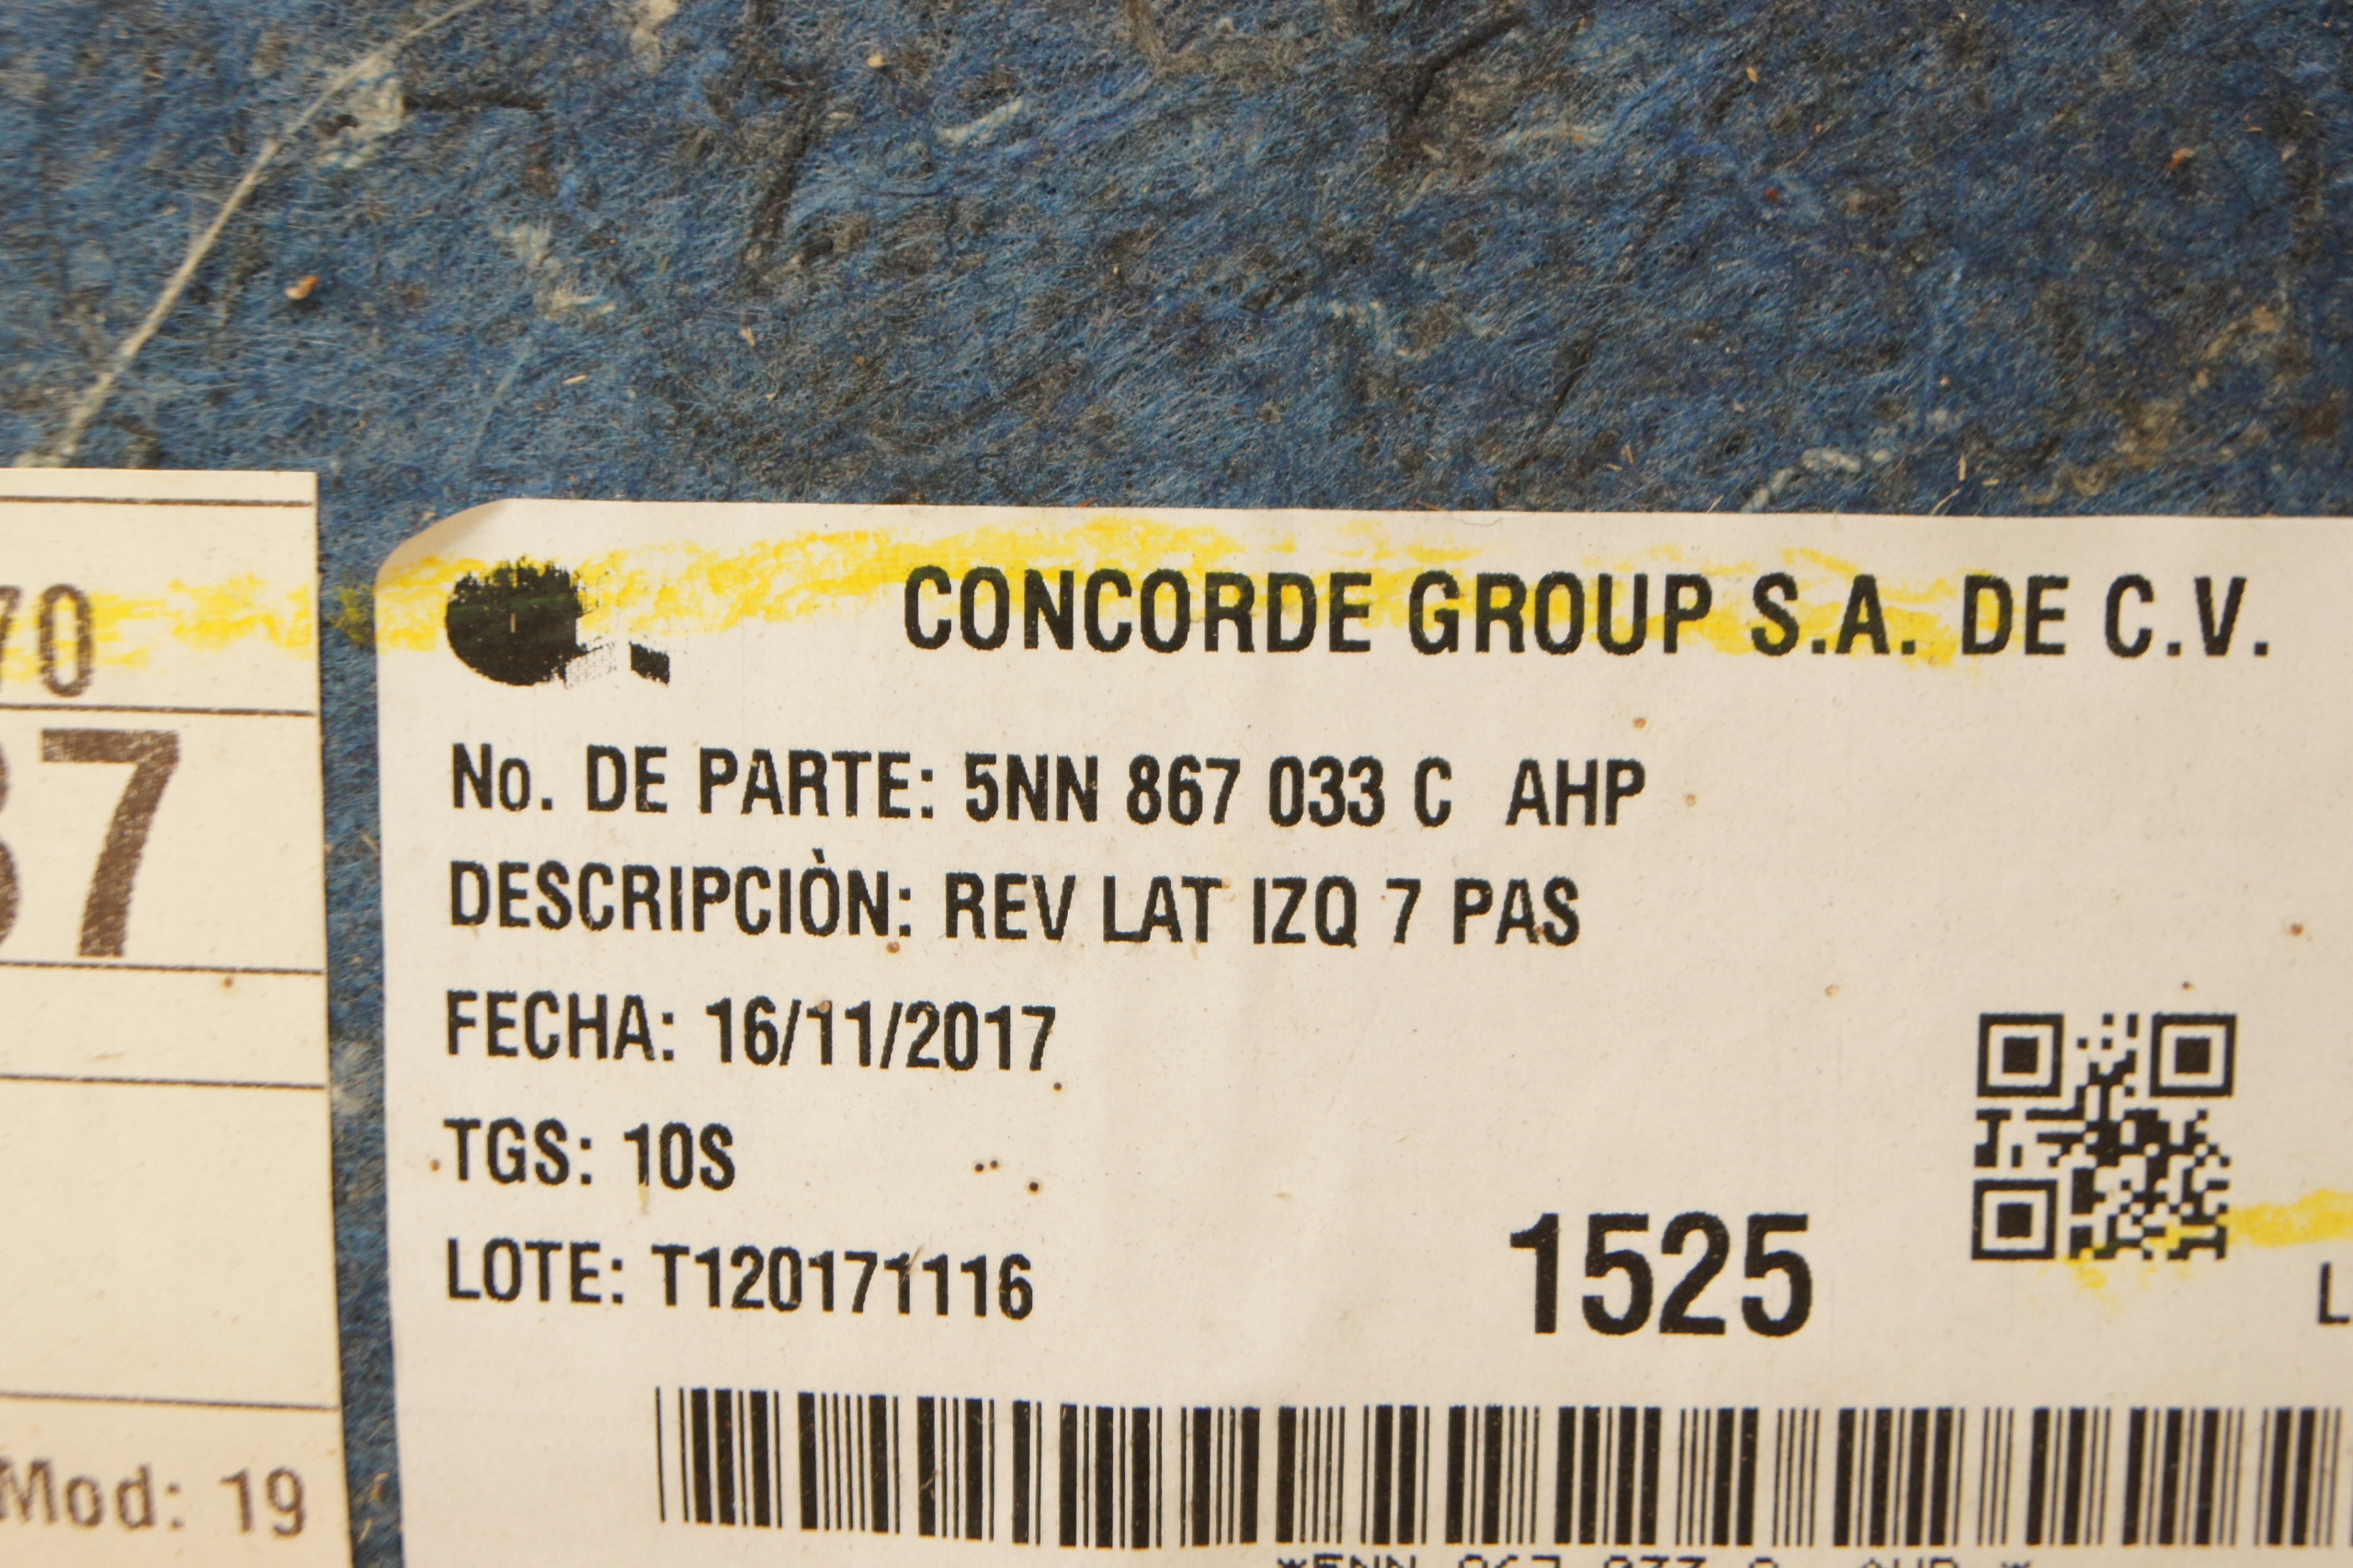 70
37
Mod: 19
CONCORDE GROUP S.A. DE C.V.
No. DE PARTE: 5NN 867 033 C AHP
DESCRIPCIÒN: REV LAT IZQ 7 PAS
FECHA: 16/11/2017
TGS: 10S
LOTE: T120171116
1525
L